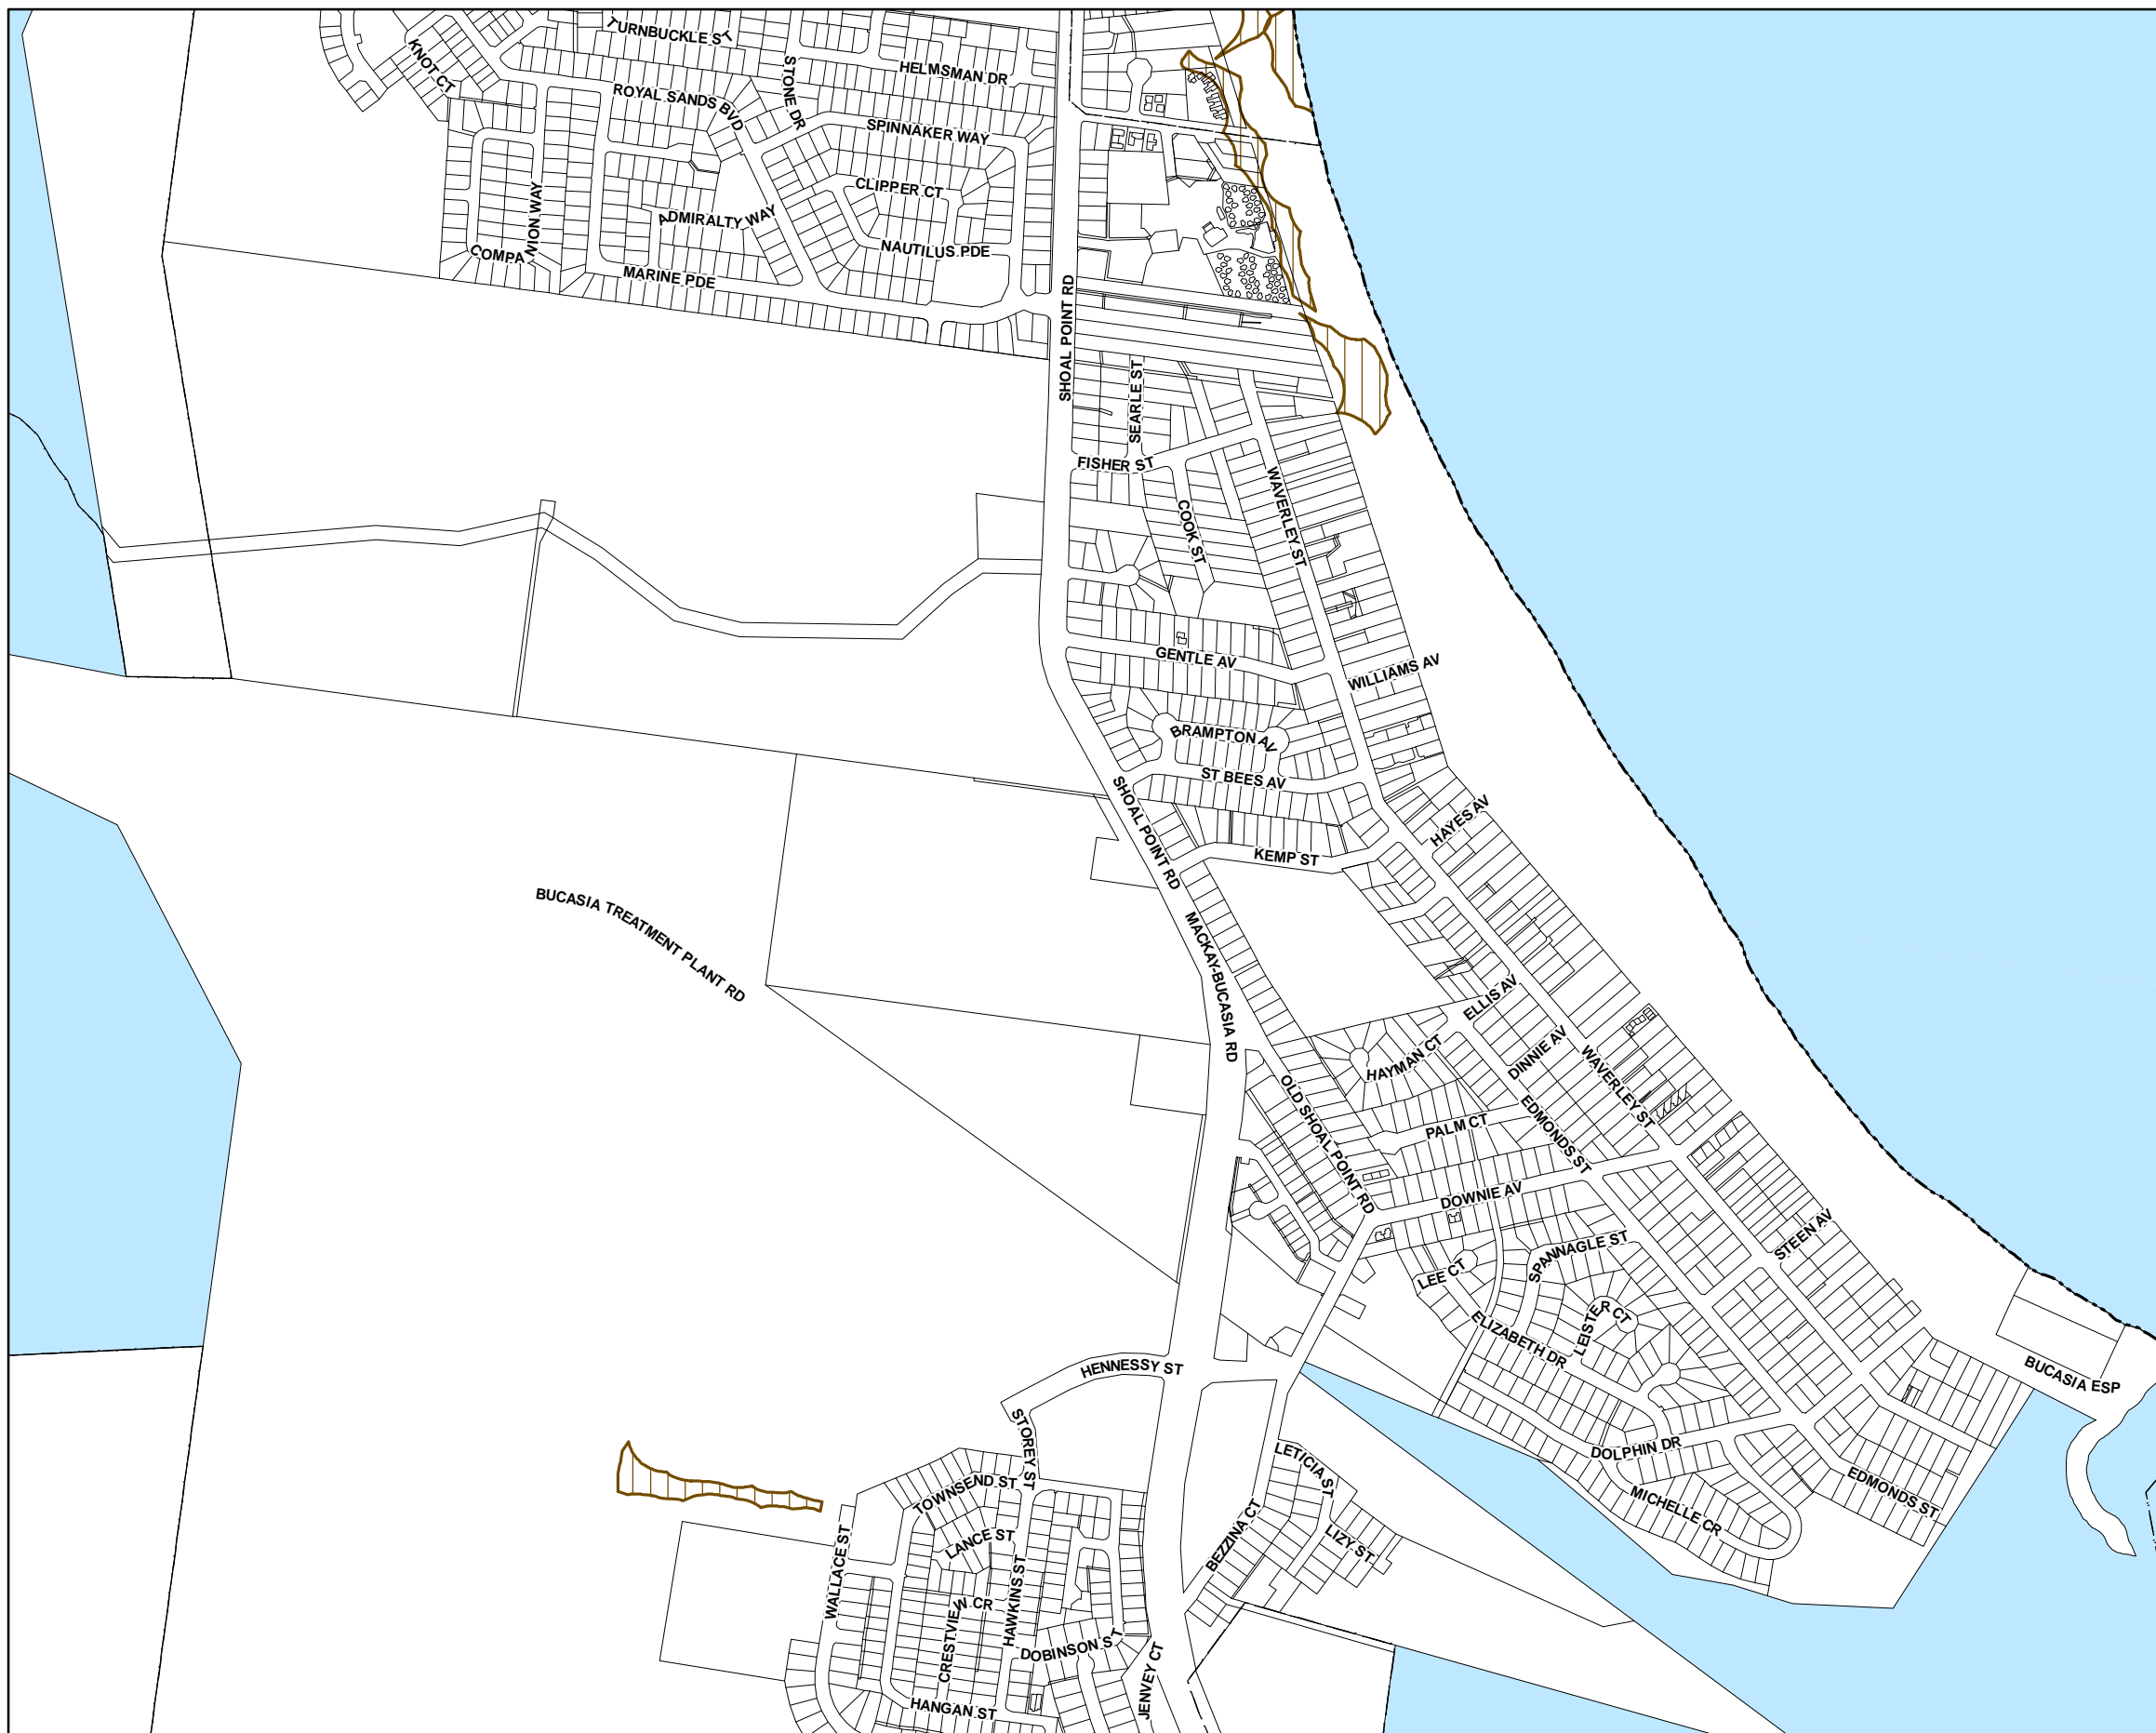 TURNBUCKLE ST
KNOT CT
STONE DR
HELMSMAN DR
ROYAL SANDS BVD
SPINNAKER WAY
CLIPPER CT
ADMIRALTY WAY
COMPANION WAY
NAUTILUS PDE
MARINE PDE
SHOAL POINT RD
SEARLE ST
FISHER ST
WAVERLEY ST
COOK ST
GENTLE AV
WILLIAMS AV
BRAMPTON AV
ST BEES AV
SHOAL POINT RD
HAYES AV
KEMP ST
BUCASIA TREATMENT PLANT RD
MACKAY-BUCASIA RD
ELLIS AV
HAYMAN CT
DINNIE AV
WAVERLEY ST
OLD SHOAL POINT RD
EDMONDS ST
PALM CT
DOWNIE AV
STEEN AV
SPANNAGLE ST
LEE CT
LEISTER CT
ELIZABETH DR
HENNESSY ST
BUCASIA ESP
STOREY ST
DOLPHIN DR
LETICIA ST
TOWNSEND ST
EDMONDS ST
MICHELLE CR
LANCE ST
BEZZINA CT
LIZY ST
WALLACE ST
HAWKINS ST
CRESTVIEW CR
DOBINSON ST
JENVEY CT
HANGAN ST